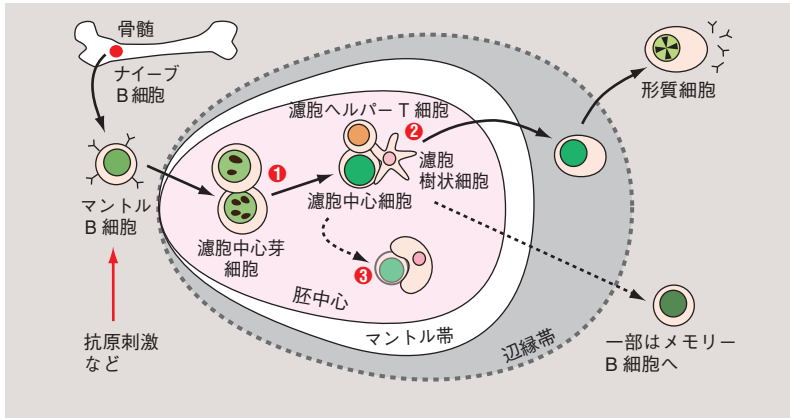 骨髄
ナイーブ
B 細胞
マントル
B 細胞
抗原刺激
など
❶
濾胞中心芽
細胞
濾胞ヘルパー T 細胞
❷
濾胞
樹状細胞
濾胞中心細胞
❸
胚中心
マントル帯
辺縁帯
形質細胞
一部はメモリー
B 細胞へ